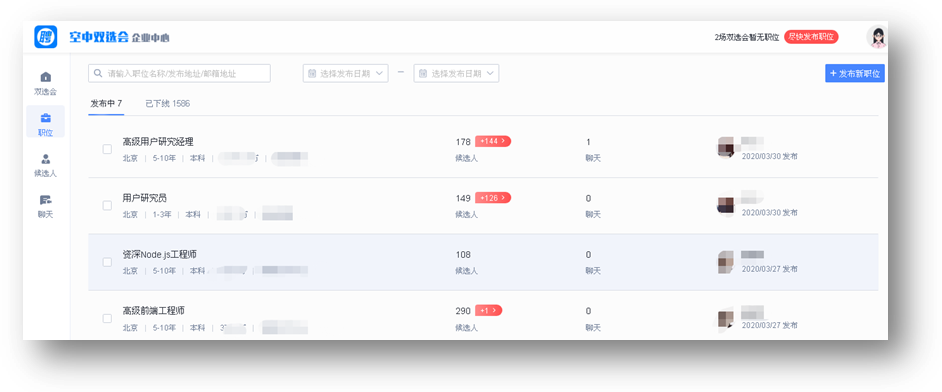 聘 空中双选会 企业中心
2场双选会暂无职位 尽快发布职位
请输入职位名称/发布地址/邮箱地址 选择发布日期 — 选择发布日期 + 发布新职位
双选会
职位
候选人
聊天
发布中 7 已下线 1586
高级用户研究经理 178 +144 > 1
北京 | 5-10年 | 本科 | 候选人 聊天 2020/03/30 发布
用户研究员 149 +126 > 0
北京 | 1-3年 | 本科 | 候选人 聊天 2020/03/30 发布
资深Node.js工程师 108 0
北京 | 5-10年 | 本科 候选人 聊天 2020/03/27 发布
高级前端工程师 290 +1 > 0
北京 | 5-10年 | 本科 | 候选人 聊天 2020/03/27 发布